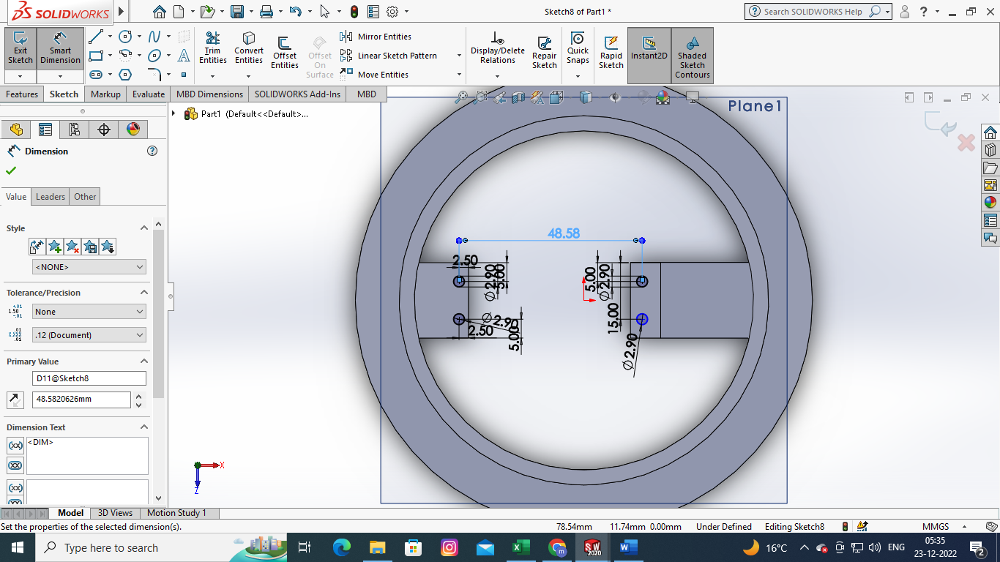 SOLIDWORKS
Sketch8 of Part1 *
Search SOLIDWORKS Help
?
Exit Sketch
Smart Dimension
Trim Entities
Convert Entities
Offset Entities
Offset On Surface
Mirror Entities
Linear Sketch Pattern
Move Entities
Display/Delete Relations
Repair Sketch
Quick Snaps
Rapid Sketch
Instant2D
Shaded Sketch Contours
Features
Sketch
Markup
Evaluate
MBD Dimensions
SOLIDWORKS Add-Ins
MBD
Part1 (Default<<Default>...
Plane1
Dimension
Value
Leaders
Other
Style
<NONE>
Tolerance/Precision
None
.12 (Document)
Primary Value
D11@Sketch8
48.5820626mm
Dimension Text
<DIM>
48.58
2.50
∅2.90
5.00
∅2.90
2.50
5.00
5.00
∅2.90
15.00
∅2.90
X
Z
Model
3D Views
Motion Study 1
Set the properties of the selected dimension(s).
78.54mm
11.74mm
0.00mm
Under Defined
Editing Sketch8
MMGS
Type here to search
SW
2020
16°C
ENG
05:35
23-12-2022
2